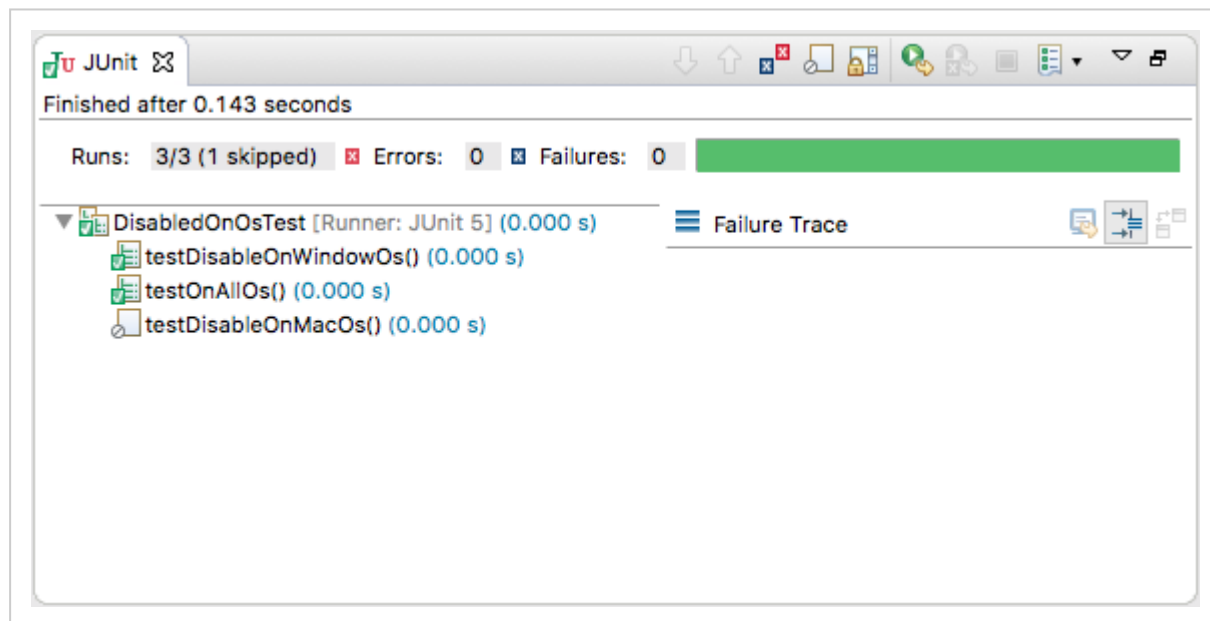 JUnit
Finished after 0.143 seconds
Runs: 3/3 (1 skipped) Errors: 0 Failures: 0
DisabledOnOsTest [Runner: JUnit 5] (0.000 s)
Failure Trace
testDisableOnWindowOs() (0.000 s)
testOnAllOs() (0.000 s)
testDisableOnMacOs() (0.000 s)